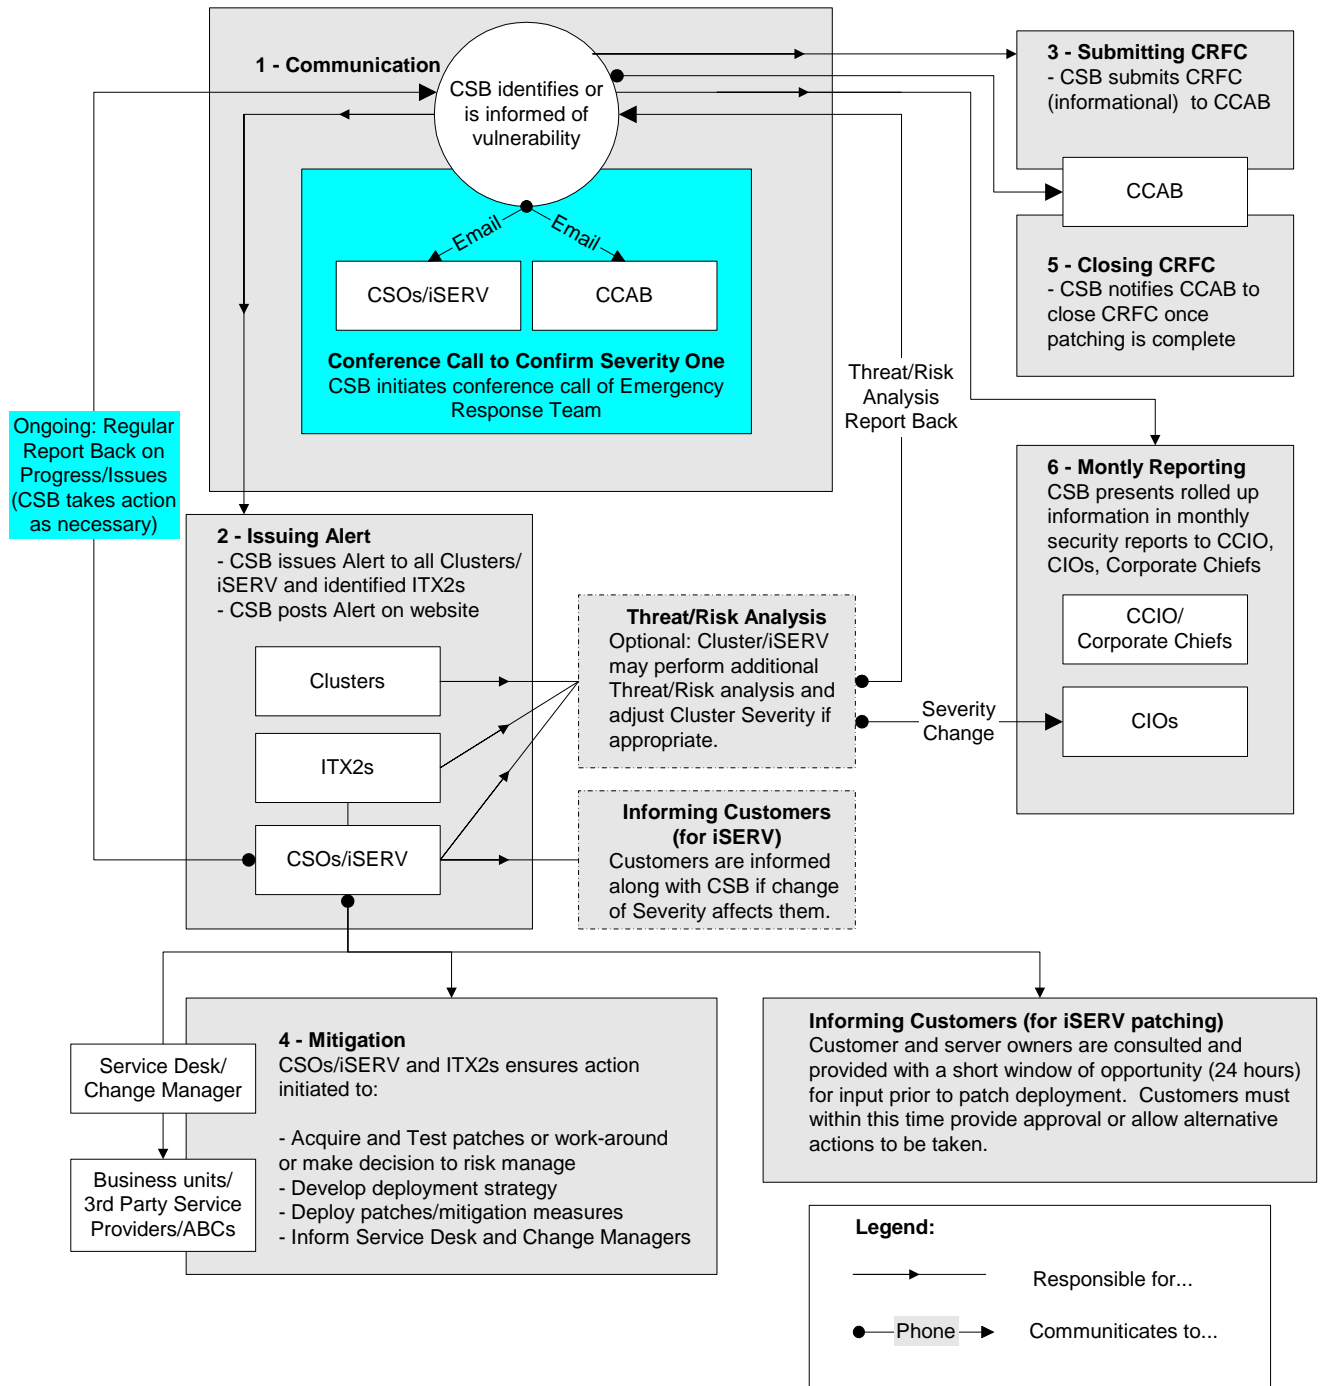 1 - Communication
CSB identifies or
is informed of
vulnerability
Email
Email
CSOs/iSERV
CCAB
Conference Call to Confirm Severity One
CSB initiates conference call of Emergency
Response Team
3 - Submitting CRFC
- CSB submits CRFC
(informational)  to CCAB
CCAB
5 - Closing CRFC
- CSB notifies CCAB to
close CRFC once
patching is complete
Threat/Risk
Analysis
Report Back
Ongoing: Regular
Report Back on
Progress/Issues
(CSB takes action
as necessary)
6 - Montly Reporting
CSB presents rolled up
information in monthly
security reports to CCIO,
CIOs, Corporate Chiefs
CCIO/
Corporate Chiefs
CIOs
Severity
Change
2 - Issuing Alert
- CSB issues Alert to all Clusters/
iSERV and identified ITX2s
- CSB posts Alert on website
Clusters
ITX2s
CSOs/iSERV
Threat/Risk Analysis
Optional: Cluster/iSERV
may perform additional
Threat/Risk analysis and
adjust Cluster Severity if
appropriate.
Informing Customers
(for iSERV)
Customers are informed
along with CSB if change
of Severity affects them.
Service Desk/
Change Manager
Business units/
3rd Party Service
Providers/ABCs
4 - Mitigation
CSOs/iSERV and ITX2s ensures action
initiated to:
- Acquire and Test patches or work-around
or make decision to risk manage
- Develop deployment strategy
- Deploy patches/mitigation measures
- Inform Service Desk and Change Managers
Informing Customers (for iSERV patching)
Customer and server owners are consulted and
provided with a short window of opportunity (24 hours)
for input prior to patch deployment.  Customers must
within this time provide approval or allow alternative
actions to be taken.
Legend:
Responsible for...
Phone
Communiticates to...